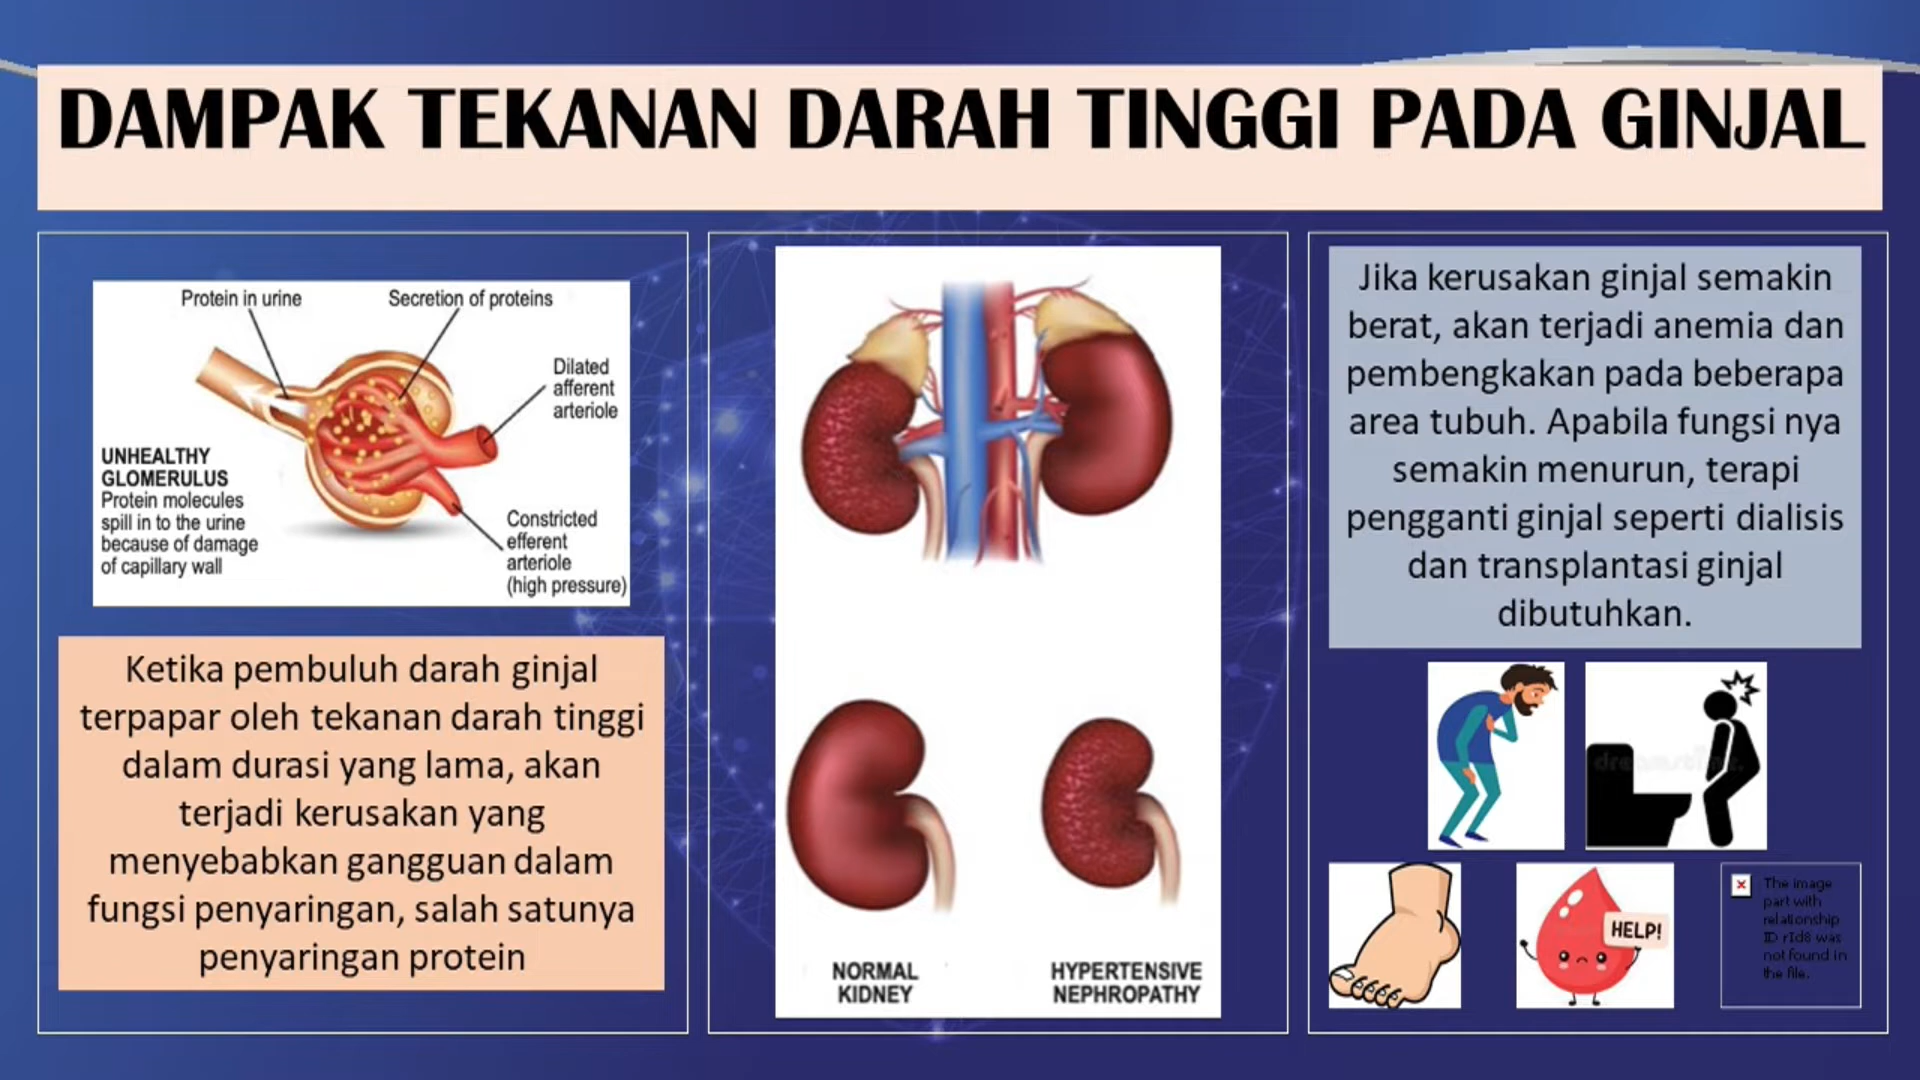 DAMPAK TEKANAN DARAH TINGGI PADA GINJAL
Protein in urine
Secretion of proteins
Dilated
afferent
arteriole
UNHEALTHY
GLOMERULUS
Protein molecules
spill in to the urine
because of damage
of capillary wall
Constricted
efferent
arteriole
(high pressure)
Ketika pembuluh darah ginjal
terpapar oleh tekanan darah tinggi
dalam durasi yang lama, akan
terjadi kerusakan yang
menyebabkan gangguan dalam
fungsi penyaringan, salah satunya
penyaringan protein
NORMAL
KIDNEY
HYPERTENSIVE
NEPHROPATHY
Jika kerusakan ginjal semakin
berat, akan terjadi anemia dan
pembengkakan pada beberapa
area tubuh. Apabila fungsi nya
semakin menurun, terapi
pengganti ginjal seperti dialisis
dan transplantasi ginjal
dibutuhkan.
dreamstime.
HELP!
The image
part with
relationship
ID rId8 was
not found in
the file.